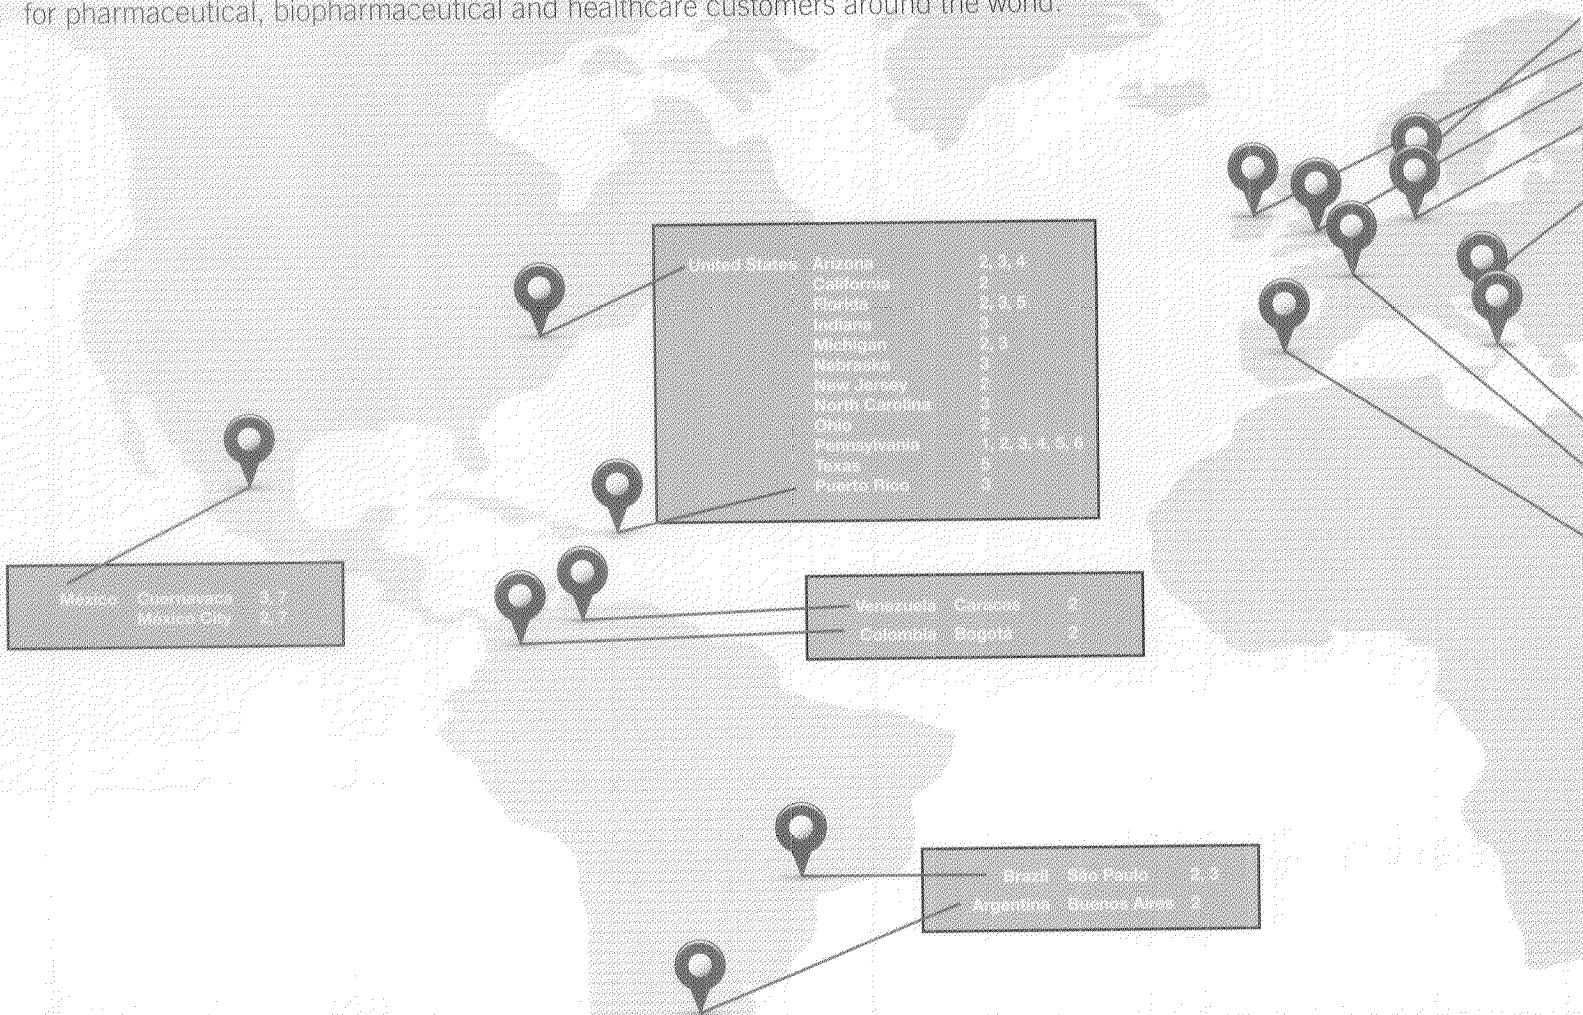 for pharmaceutical, biopharmaceutical and healthcare customers around the world.
United States Arizona 2, 3, 4
California 2
Florida 2, 3, 5
Indiana 3
Michigan 2, 3
Nebraska
New Jersey
North Carolina
Ohio 2
Pennsylvania 1, 2, 3, 4, 5, 6
Texas 5
Puerto Rico 3
Mexico Cuernavaca 3, 7
Mexico City 2, 7
Venezuela Caracas 2
Colombia Bogotá 2
Brazil São Paulo 2, 3
Argentina Buenos Aires 2